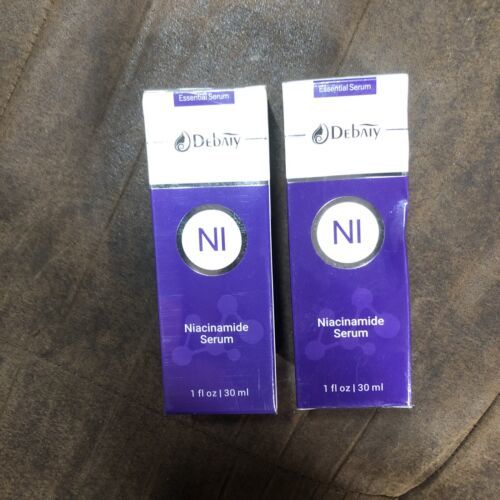 Essential Serum
DEBAIY
NI
Niacinamide
Serum
1 fl oz | 30 ml
Essential Serum
DEBAIY
NI
Niacinamide
Serum
1 fl oz | 30 ml